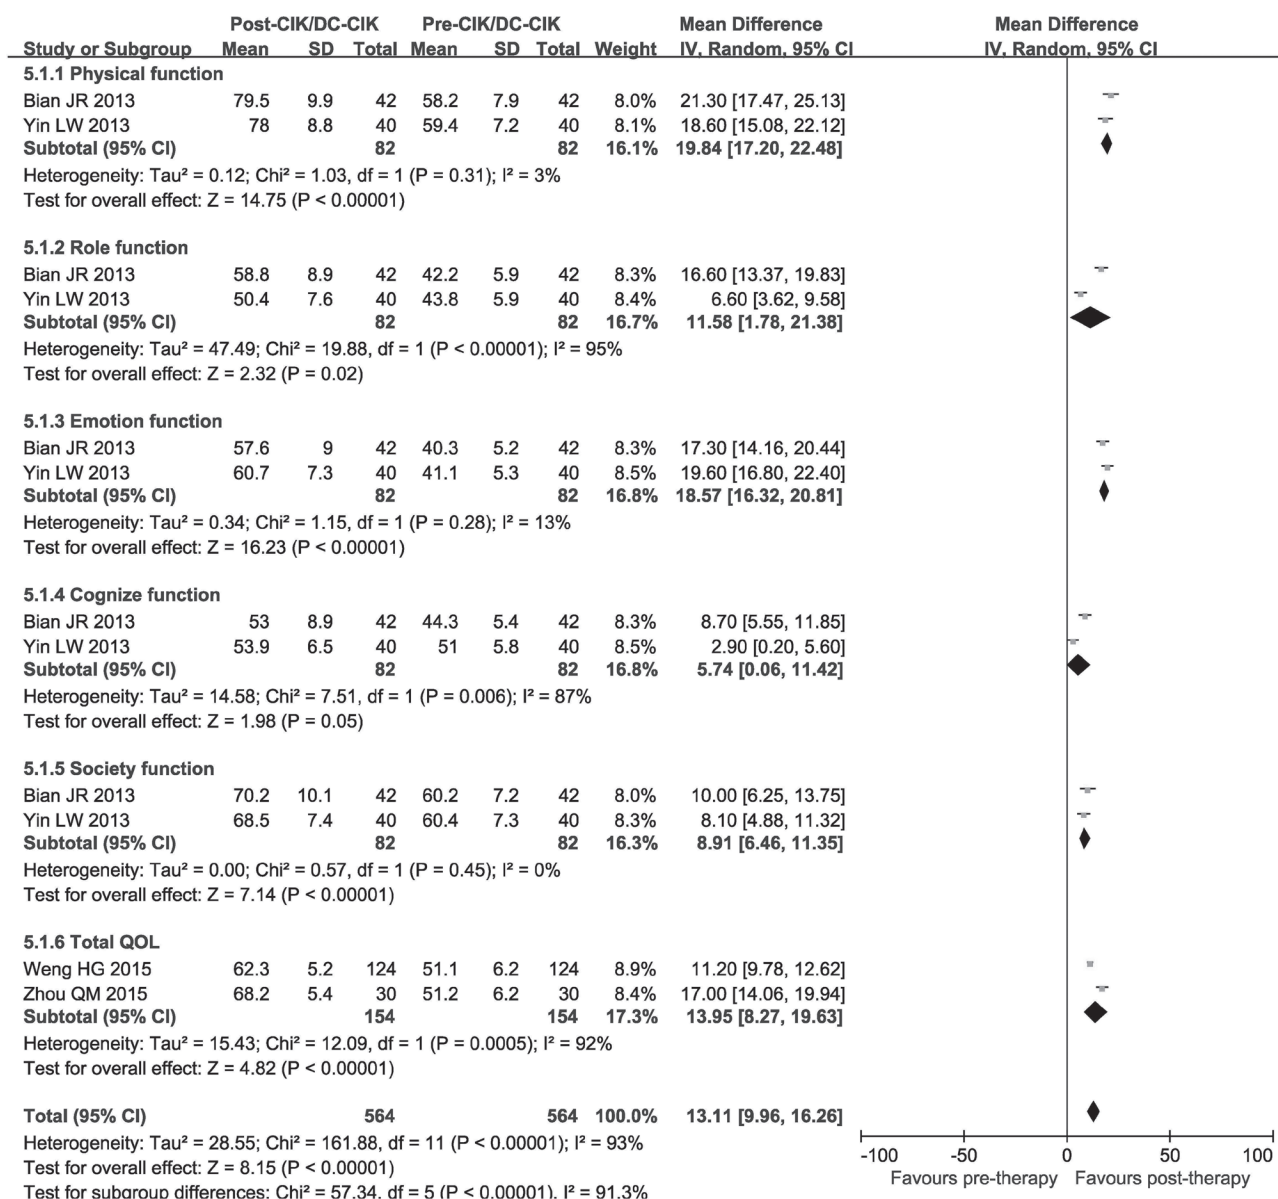 Post-CIK/DC-CIK Pre-CIK/DC-CIK Mean Difference Mean Difference
Study or Subgroup Mean SD Total Mean SD Total Weight IV, Random, 95% CI IV, Random, 95% CI
5.1.1 Physical function
Bian JR 2013 79.5 9.9 42 58.2 7.9 42 8.0% 21.30 [17.47, 25.13]
Yin LW 2013 78 8.8 40 59.4 7.2 40 8.1% 18.60 [15.08, 22.12]
Subtotal (95% CI) 82 82 16.1% 19.84 [17.20, 22.48]
Heterogeneity: Tau² = 0.12; Chi² = 1.03, df = 1 (P = 0.31); I² = 3%
Test for overall effect: Z = 14.75 (P < 0.00001)
5.1.2 Role function
Bian JR 2013 58.8 8.9 42 42.2 5.9 42 8.3% 16.60 [13.37, 19.83]
Yin LW 2013 50.4 7.6 40 43.8 5.9 40 8.4% 6.60 [3.62, 9.58]
Subtotal (95% CI) 82 82 16.7% 11.58 [1.78, 21.38]
Heterogeneity: Tau² = 47.49; Chi² = 19.88, df = 1 (P < 0.00001); I² = 95%
Test for overall effect: Z = 2.32 (P = 0.02)
5.1.3 Emotion function
Bian JR 2013 57.6 9 42 40.3 5.2 42 8.3% 17.30 [14.16, 20.44]
Yin LW 2013 60.7 7.3 40 41.1 5.3 40 8.5% 19.60 [16.80, 22.40]
Subtotal (95% CI) 82 82 16.8% 18.57 [16.32, 20.81]
Heterogeneity: Tau² = 0.34; Chi² = 1.15, df = 1 (P = 0.28); I² = 13%
Test for overall effect: Z = 16.23 (P < 0.00001)
5.1.4 Cognize function
Bian JR 2013 53 8.9 42 44.3 5.4 42 8.3% 8.70 [5.55, 11.85]
Yin LW 2013 53.9 6.5 40 51 5.8 40 8.5% 2.90 [0.20, 5.60]
Subtotal (95% CI) 82 82 16.8% 5.74 [0.06, 11.42]
Heterogeneity: Tau² = 14.58; Chi² = 7.51, df = 1 (P = 0.006); I² = 87%
Test for overall effect: Z = 1.98 (P = 0.05)
5.1.5 Society function
Bian JR 2013 70.2 10.1 42 60.2 7.2 42 8.0% 10.00 [6.25, 13.75]
Yin LW 2013 68.5 7.4 40 60.4 7.3 40 8.3% 8.10 [4.88, 11.32]
Subtotal (95% CI) 82 82 16.3% 8.91 [6.46, 11.35]
Heterogeneity: Tau² = 0.00; Chi² = 0.57, df = 1 (P = 0.45); I² = 0%
Test for overall effect: Z = 7.14 (P < 0.00001)
5.1.6 Total QOL
Weng HG 2015 62.3 5.2 124 51.1 6.2 124 8.9% 11.20 [9.78, 12.62]
Zhou QM 2015 68.2 5.4 30 51.2 6.2 30 8.4% 17.00 [14.06, 19.94]
Subtotal (95% CI) 154 154 17.3% 13.95 [8.27, 19.63]
Heterogeneity: Tau² = 15.43; Chi² = 12.09, df = 1 (P = 0.0005); I² = 92%
Test for overall effect: Z = 4.82 (P < 0.00001)
Total (95% CI) 564 564 100.0% 13.11 [9.96, 16.26]
Heterogeneity: Tau² = 28.55; Chi² = 161.88, df = 11 (P < 0.00001); I² = 93%
Test for overall effect: Z = 8.15 (P < 0.00001)
Test for subgroup differences: Chi² = 57.34, df = 5 (P < 0.00001), I² = 91.3%
-100 -50 0 50 100
Favours pre-therapy Favours post-therapy